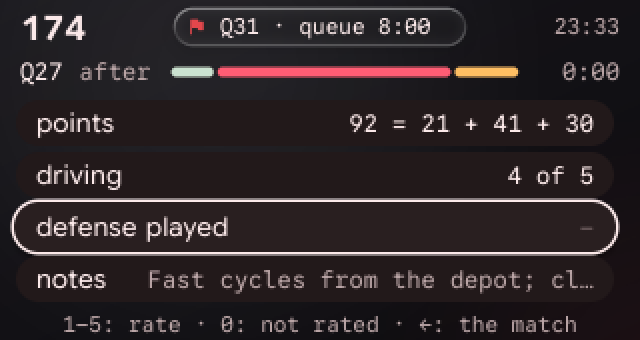 174 Q31 · queue 8:00 23:33
Q27 after 0:00
points 92 = 21 + 41 + 30
driving 4 of 5
defense played –
notes Fast cycles from the depot; cl…
1–5: rate · 0: not rated · ←: the match